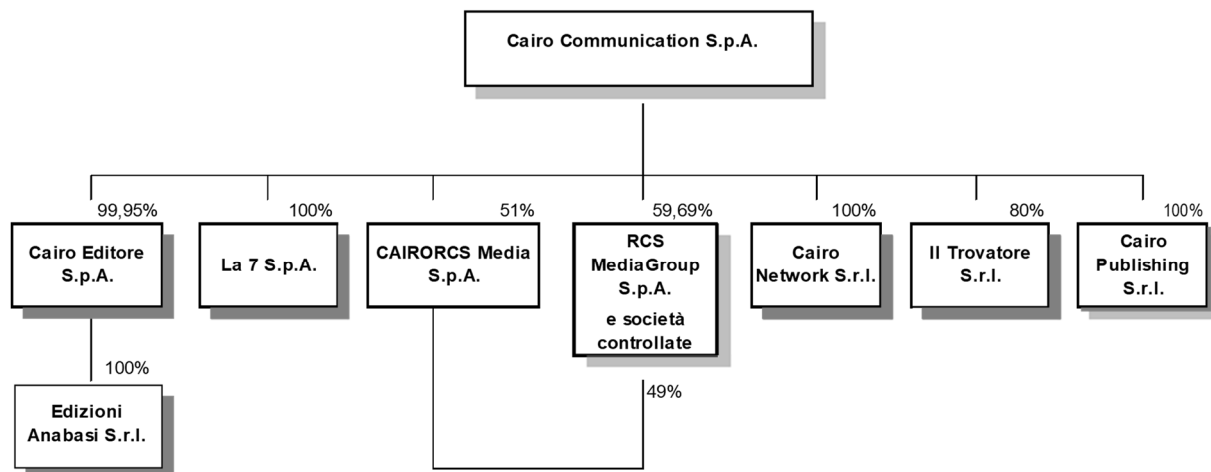 Cairo Communication S.p.A.
99,95%
100%
51%
59,69%
100%
80%
100%
Cairo Editore
S.p.A.
La 7 S.p.A.
CAIRORCS Media
S.p.A.
RCS
MediaGroup
S.p.A.
e società
controllate
Cairo
Network S.r.l.
Il Trovatore
S.r.l.
Cairo
Publishing
S.r.l.
100%
49%
Edizioni
Anabasi S.r.l.